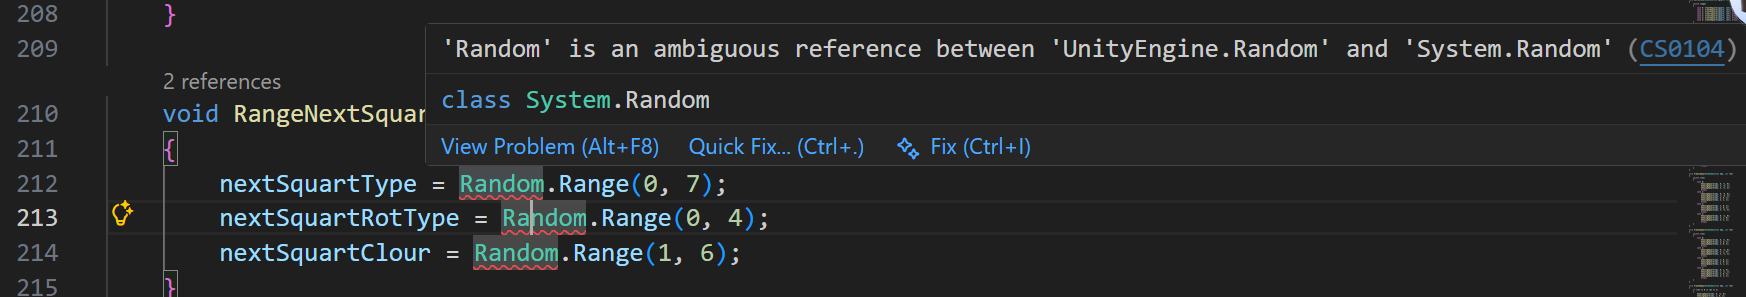 208 }
209
'Random' is an ambiguous reference between 'UnityEngine.Random' and 'System.Random' (CS0104)
2 references
class System.Random
210 void RangeNextSquar
View Problem (Alt+F8) Quick Fix... (Ctrl+.) Fix (Ctrl+I)
211 {
212 nextSquartType = Random.Range(0, 7);
213 nextSquartRotType = Random.Range(0, 4);
214 nextSquartClour = Random.Range(1, 6);
215 }